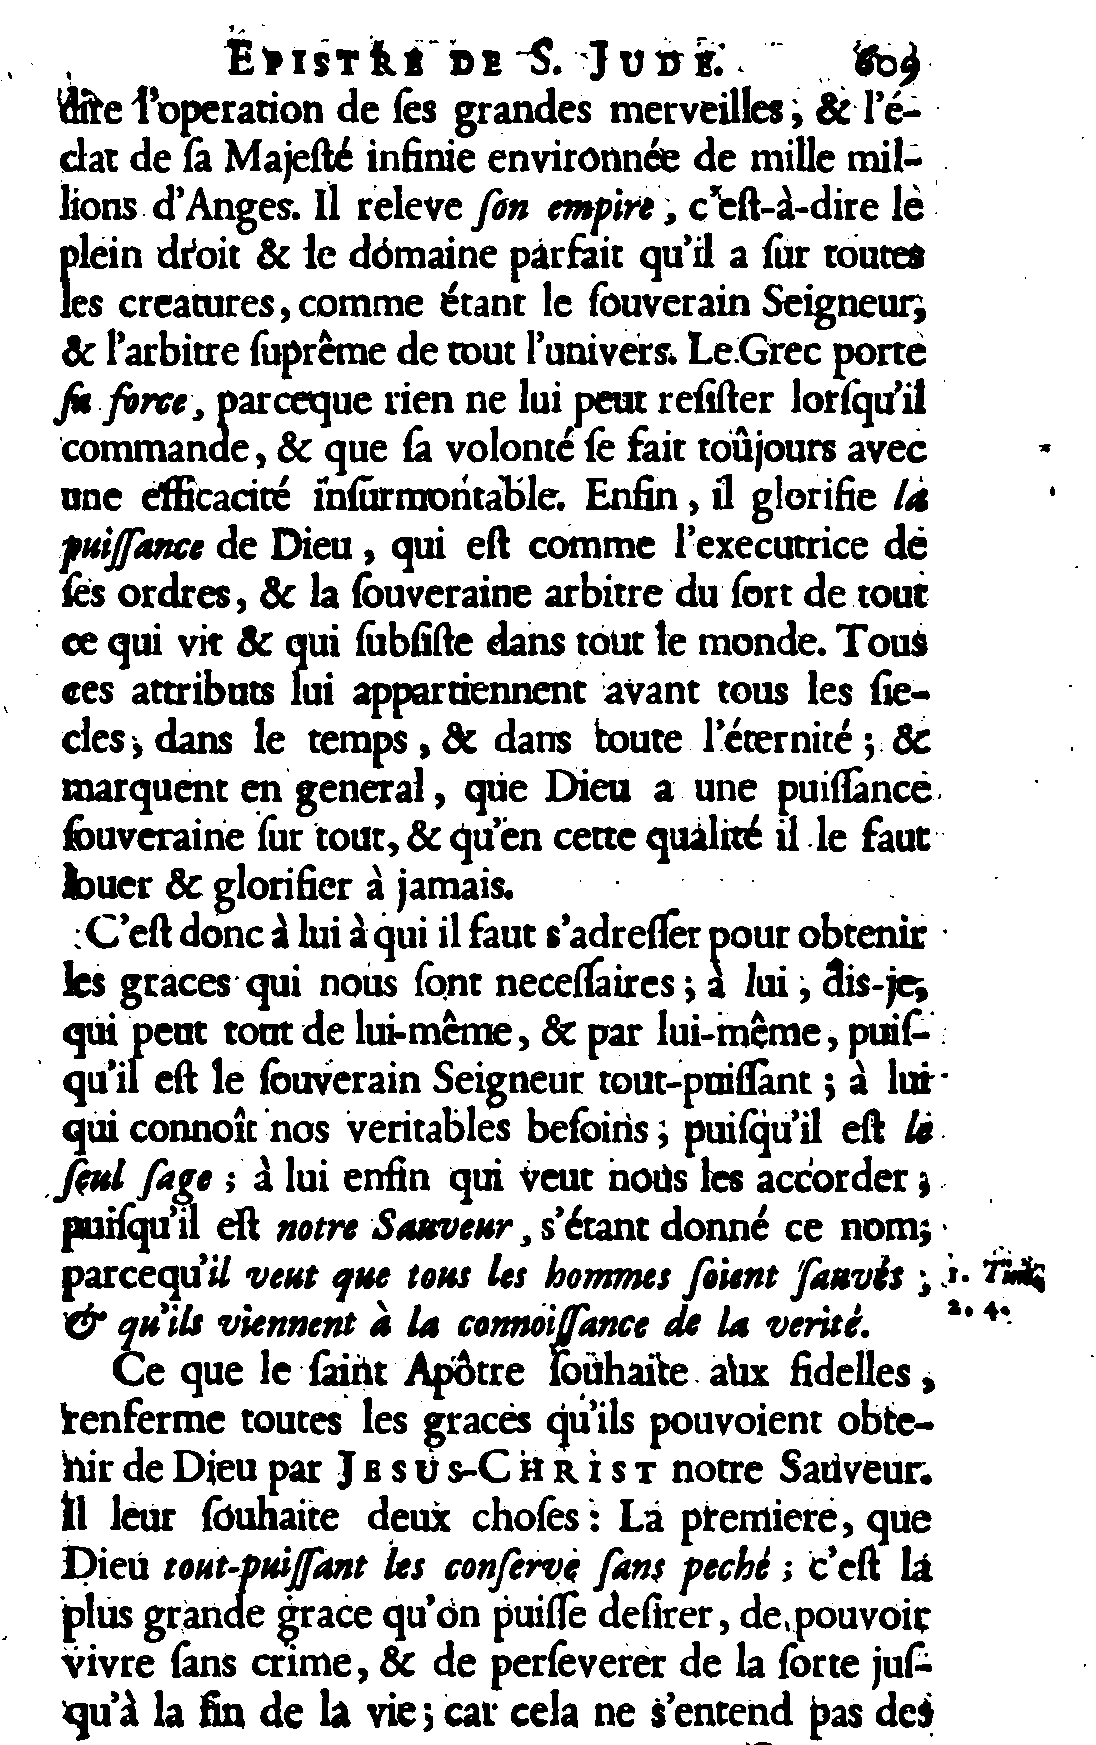 EPISTRE DE S. JUDE. 609
dire l'operation de ſes grandes merveilles; & l'é-
clat de ſa Majeſté infinie environnée de mille mil-
lions d'Anges. Il releve ſon empire, c'eſt-à-dire le
plein droit & le domaine parfait qu'il a ſur toutes
les creatures, comme étant le ſouverain Seigneur,
& l'arbitre ſuprême de tout l'univers. Le Grec porte
ſa force, parceque rien ne lui peut reſiſter lorſqu'il
commande, & que ſa volonté ſe fait toûjours avec
une efficacité inſurmontable. Enfin, il glorifie la
puiſſance de Dieu, qui eſt comme l'executrice de
ſes ordres, & la ſouveraine arbitre du ſort de tout
ce qui vit & qui ſubſiſte dans tout le monde. Tous
ces attributs lui appartiennent avant tous les ſie-
cles, dans le temps, & dans toute l'éternité; &
marquent en general, que Dieu a une puiſſance
ſouveraine ſur tout, & qu'en cette qualité il le faut
louer & glorifier à jamais.
C'eſt donc à lui à qui il faut s'adreſſer pour obtenir
les graces qui nous ſont neceſſaires; à lui, dis-je,
qui peut tout de lui-même, & par lui-même, puiſ-
qu'il eſt le ſouverain Seigneur tout-puiſſant; à lui
qui connoît nos veritables beſoins; puiſqu'il eſt le
ſeul ſage; à lui enfin qui veut nous les accorder;
puiſqu'il eſt notre Sauveur, s'étant donné ce nom;
parcequ'il veut que tous les hommes ſoient ſauvés; 1. Tim.
& qu'ils viennent à la connoiſſance de la verité. 2. 4.
Ce que le ſaint Apôtre ſouhaite aux fidelles,
renferme toutes les graces qu'ils pouvoient obte-
nir de Dieu par JESUS-CHRIST notre Sauveur.
Il leur ſouhaite deux choſes: La premiere, que
Dieu tout-puiſſant les conſerve ſans peché; c'eſt la
plus grande grace qu'on puiſſe deſirer, de pouvoir
vivre ſans crime, & de perſeverer de la ſorte juſ-
qu'à la fin de la vie; car cela ne s'entend pas des